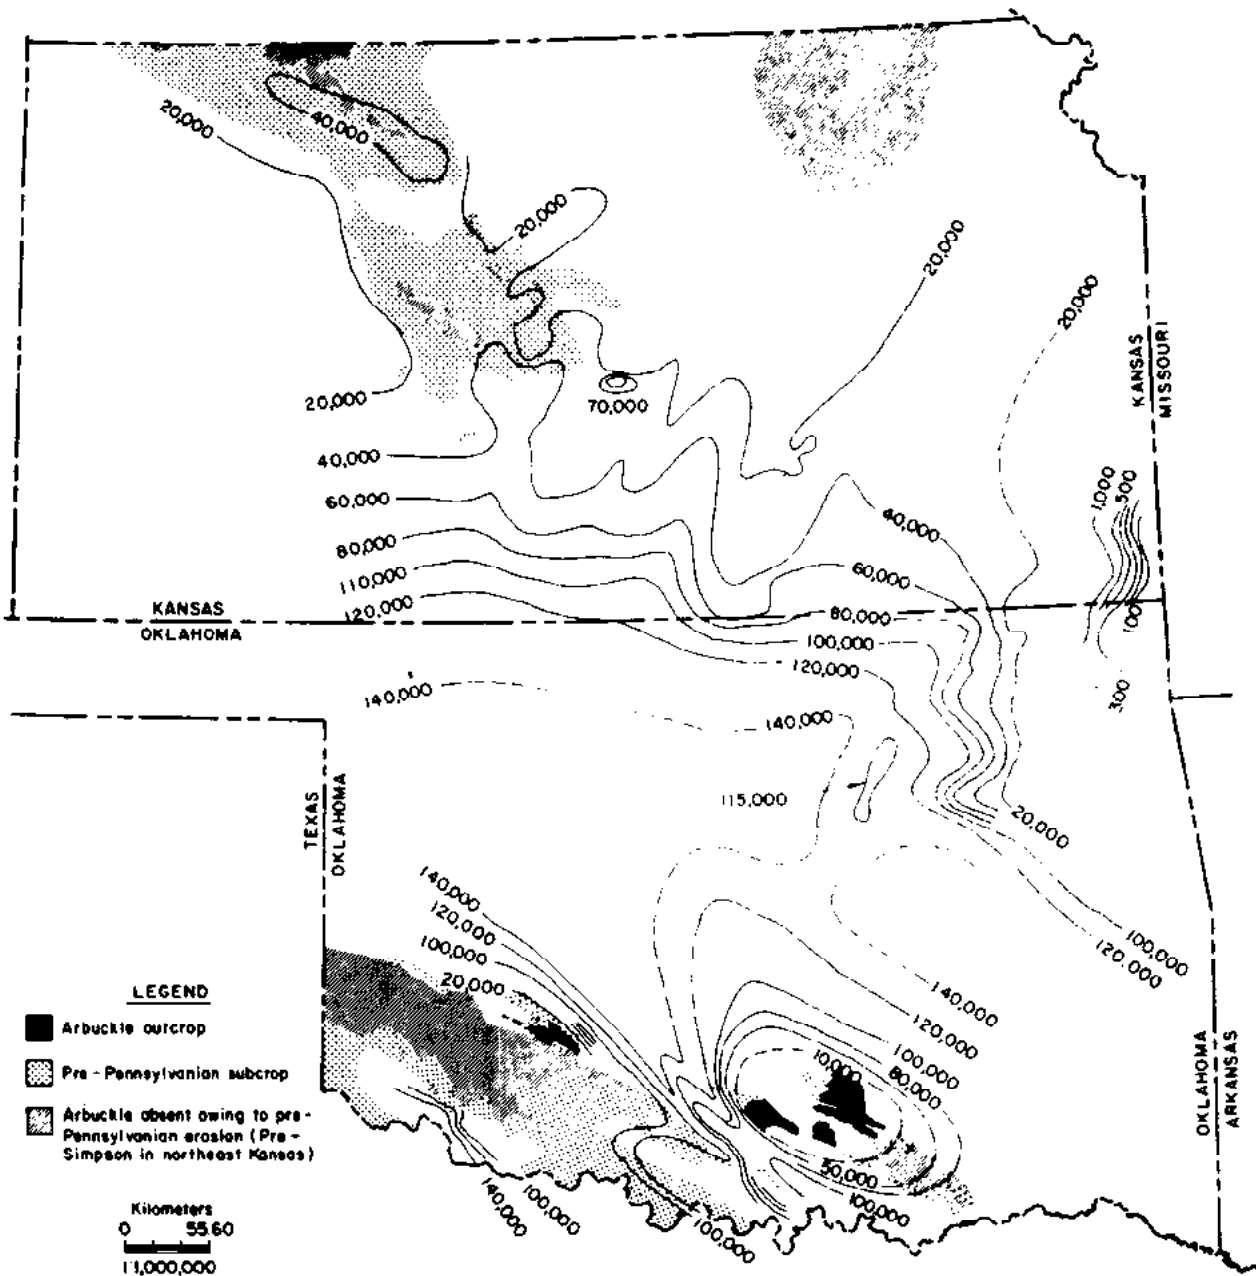 20,000
40,000
20,000
20,000
20,000
KANSAS
MISSOURI
20,000
70,000
40,000
60,000
80,000
110,000
120,000
1,000
500
40,000
60,000
80,000
100,000
120,000
100
300
KANSAS
OKLAHOMA
140,000
140,000
115,000
20,000
TEXAS
OKLAHOMA
140,000
120,000
100,000
20,000
100,000
120,000
140,000
120,000
100,000
80,000
10,000
50,000
100,000
OKLAHOMA
ARKANSAS
140,000
100,000
100,000
LEGEND
Arbuckle outcrop
Pre-Pennsylvanian subcrop
Arbuckle absent owing to pre-
Pennsylvanian erosion (Pre-
Simpson in northeast Kansas)
Kilometers
0 55.60
1:1,000,000